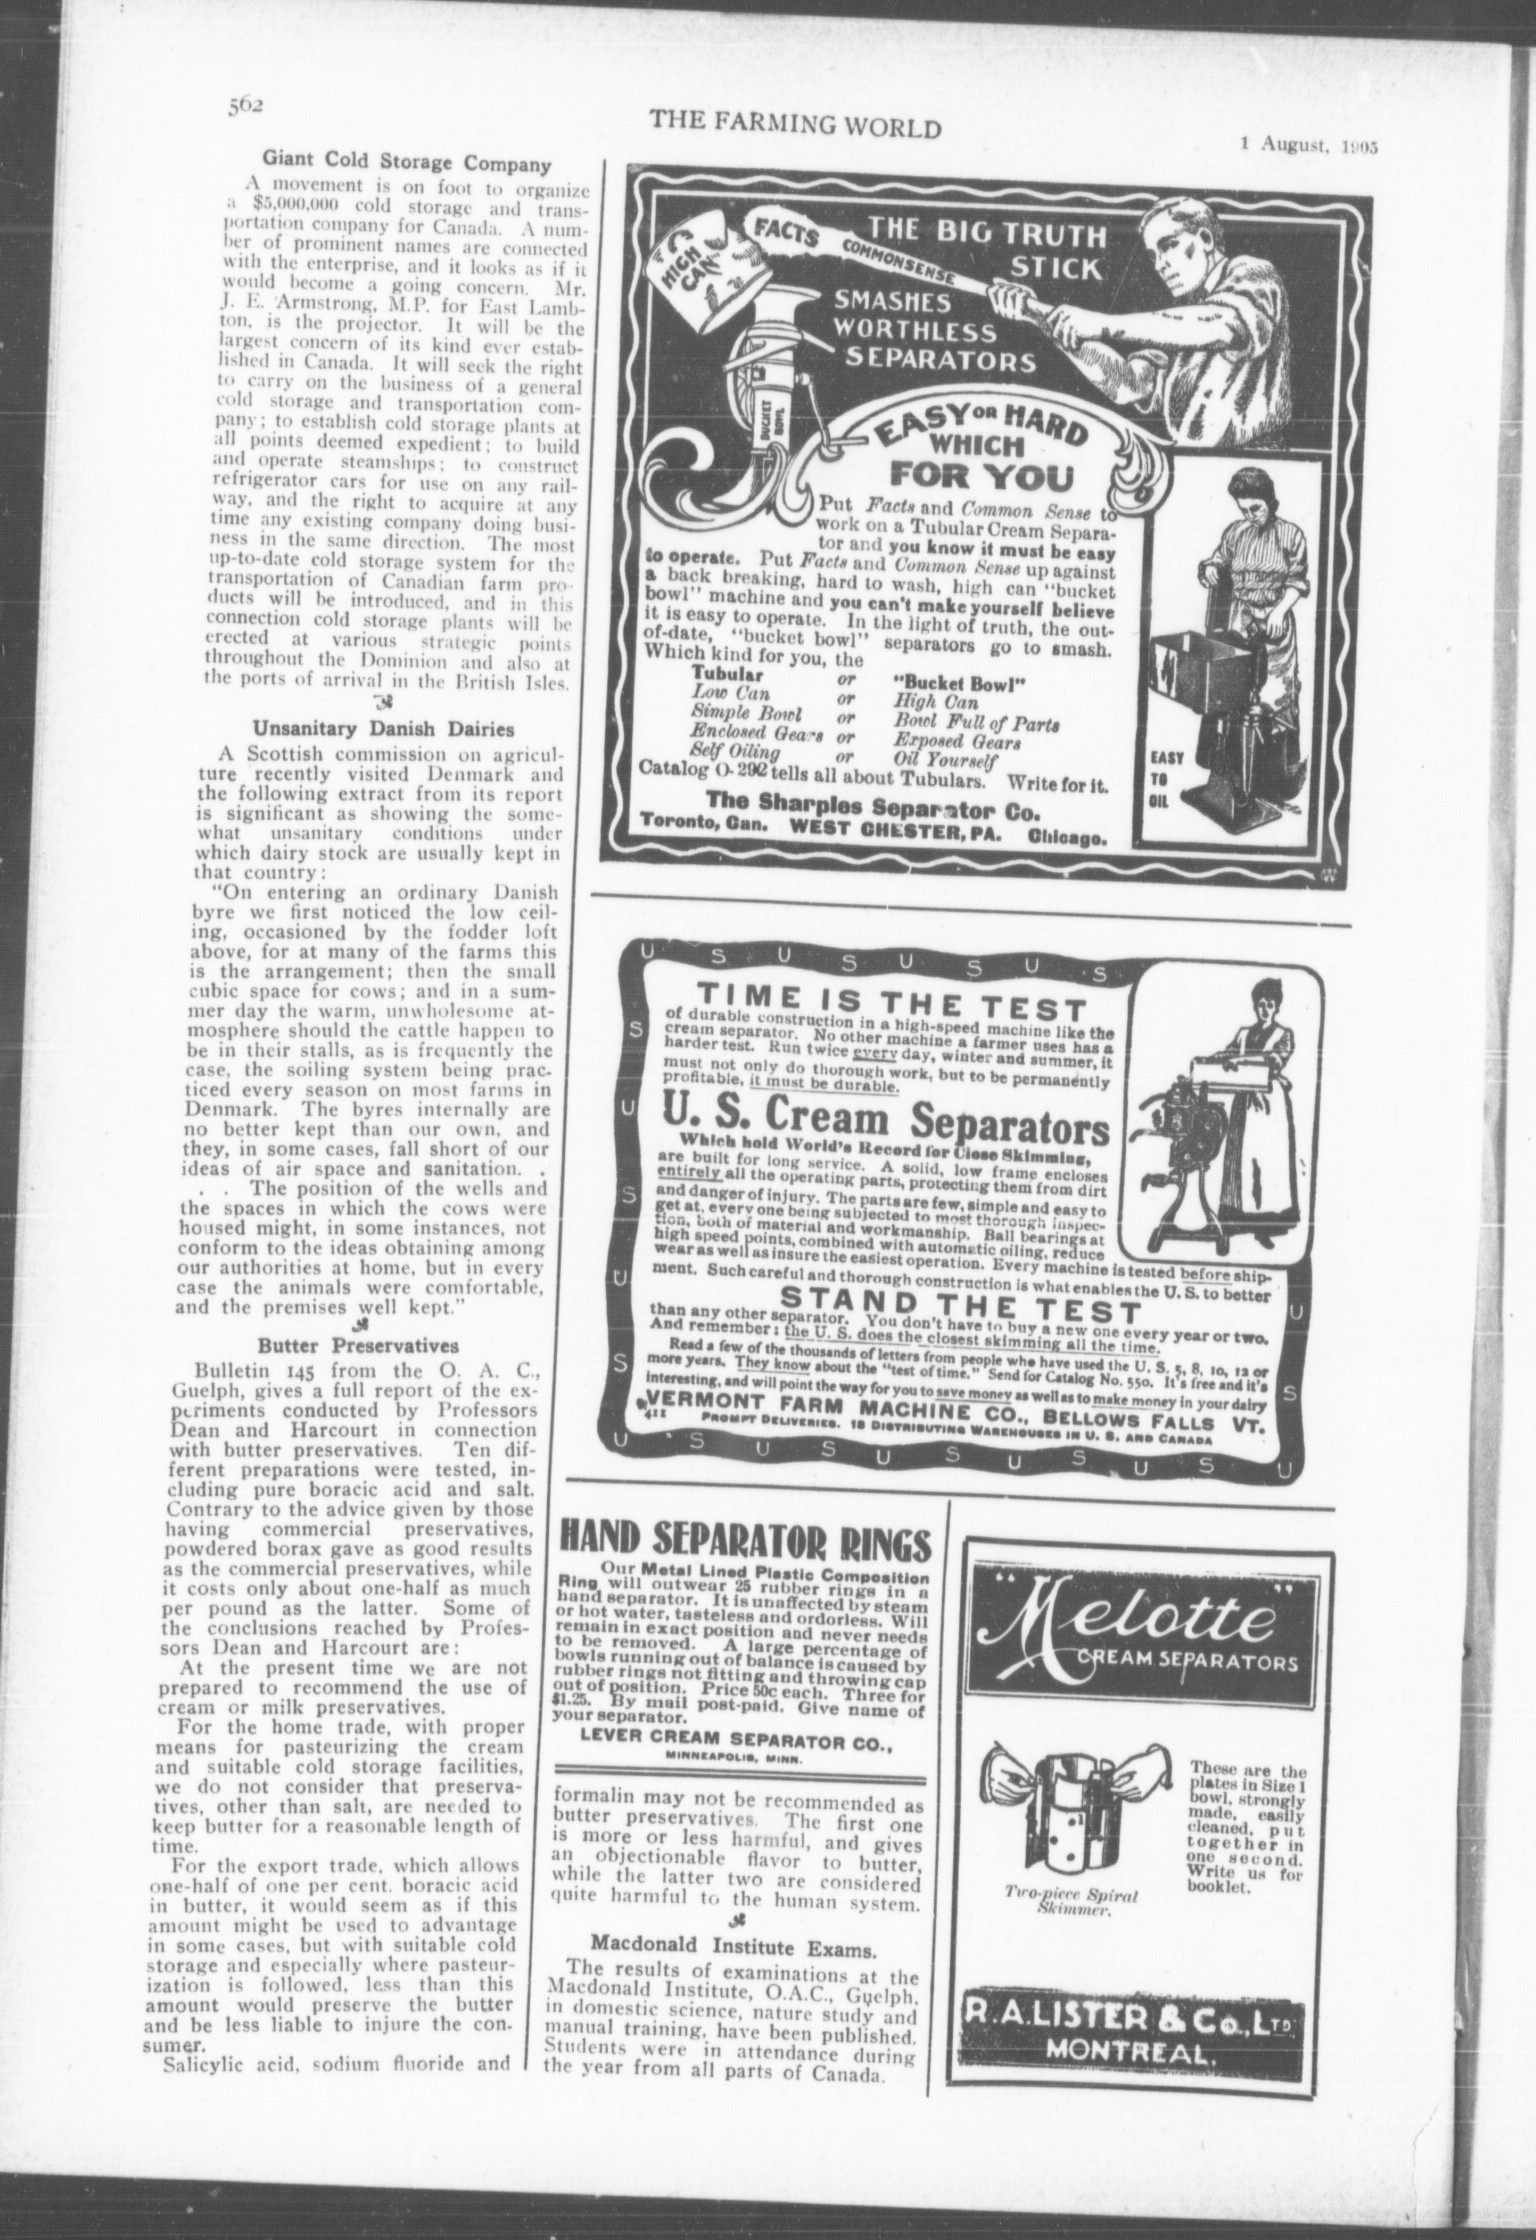 562
THE FARMING WORLD
1 August, 1905
Giant Cold Storage Company
A movement is on foot to organize
a $5,000,000 cold storage and trans-
portation company for Canada. A num-
ber of prominent names are connected
with the enterprise, and it looks as if it
would become a going concern. Mr.
J. E. Armstrong, M.P. for East Lamb-
ton, is the projector. It will be the
largest concern of its kind ever estab-
lished in Canada. It will seek the right
to carry on the business of a general
cold storage and transportation com-
pany; to establish cold storage plants at
all points deemed expedient; to build
and operate steamships; to construct
refrigerator cars for use on any rail-
way, and the right to acquire at any
time any existing company doing busi-
ness in the same direction. The most
up-to-date cold storage system for the
transportation of Canadian farm pro-
ducts will be introduced, and in this
connection cold storage plants will be
erected at various strategic points
throughout the Dominion and also at
the ports of arrival in the British Isles.
Unsanitary Danish Dairies
A Scottish commission on agricul-
ture recently visited Denmark and
the following extract from its report
is significant as showing the some-
what unsanitary conditions under
which dairy stock are usually kept in
that country:
"On entering an ordinary Danish
byre we first noticed the low ceil-
ing, occasioned by the fodder loft
above, for at many of the farms this
is the arrangement; then the small
cubic space for cows; and in a sum-
mer day the warm, unwholesome at-
mosphere should the cattle happen to
be in their stalls, as is frequently the
case, the soiling system being prac-
ticed every season on most farms in
Denmark. The byres internally are
no better kept than our own, and
they, in some cases, fall short of our
ideas of air space and sanitation. .
. . The position of the wells and
the spaces in which the cows were
housed might, in some instances, not
conform to the ideas obtaining among
our authorities at home, but in every
case the animals were comfortable,
and the premises well kept."
Butter Preservatives
Bulletin 145 from the O. A. C.,
Guelph, gives a full report of the ex-
periments conducted by Professors
Dean and Harcourt in connection
with butter preservatives. Ten dif-
ferent preparations were tested, in-
cluding pure boracic acid and salt.
Contrary to the advice given by those
having commercial preservatives,
powdered borax gave as good results
as the commercial preservatives, while
it costs only about one-half as much
per pound as the latter. Some of
the conclusions reached by Profes-
sors Dean and Harcourt are:
At the present time we are not
prepared to recommend the use of
cream or milk preservatives.
For the home trade, with proper
means for pasteurizing the cream
and suitable cold storage facilities,
we do not consider that preserva-
tives, other than salt, are needed to
keep butter for a reasonable length of
time.
For the export trade, which allows
one-half of one per cent. boracic acid
in butter, it would seem as if this
amount might be used to advantage
in some cases, but with suitable cold
storage and especially where pasteur-
ization is followed, less than this
amount would preserve the butter
and be less liable to injure the con-
sumer.
Salicylic acid, sodium fluoride and
HIGH
CAN
FACTS
COMMONSENSE
BUCKET
BOWL
THE BIG TRUTH
STICK
SMASHES
WORTHLESS
SEPARATORS
EASY OR HARD
WHICH
FOR YOU
Put Facts and Common Sense to
work on a Tubular Cream Separa-
tor and you know it must be easy
to operate. Put Facts and Common Sense up against
a back breaking, hard to wash, high can "bucket
bowl" machine and you can't make yourself believe
it is easy to operate. In the light of truth, the out-
of-date, "bucket bowl" separators go to smash.
Which kind for you, the
Tubular or "Bucket Bowl"
Low Can or High Can
Simple Bowl or Bowl Full of Parts
Enclosed Gears or Exposed Gears
Self Oiling or Oil Yourself
Catalog O-292 tells all about Tubulars. Write for it.
The Sharples Separator Co.
Toronto, Can. WEST CHESTER, PA. Chicago.
EASY
TO
OIL
W
U S U S U S U S
TIME IS THE TEST
of durable construction in a high-speed machine like the
cream separator. No other machine a farmer uses has a
harder test. Run twice every day, winter and summer, it
must not only do thorough work, but to be permanently
profitable, it must be durable.
U. S. Cream Separators
Which hold World's Record for Close Skimming,
are built for long service. A solid, low frame encloses
entirely all the operating parts, protecting them from dirt
and danger of injury. The parts are few, simple and easy to
get at, every one being subjected to most thorough inspec-
tion, both of material and workmanship. Ball bearings at
high speed points, combined with automatic oiling, reduce
wear as well as insure the easiest operation. Every machine is tested before ship-
ment. Such careful and thorough construction is what enables the U. S. to better
STAND THE TEST
than any other separator. You don't have to buy a new one every year or two.
And remember: the U. S. does the closest skimming all the time.
Read a few of the thousands of letters from people who have used the U. S. 5, 8, 10, 12 or
more years. They know about the "test of time." Send for Catalog No. 550. It's free and it's
interesting, and will point the way for you to save money as well as to make money in your dairy
VERMONT FARM MACHINE CO., BELLOWS FALLS VT.
411 PROMPT DELIVERIES. 18 DISTRIBUTING WAREHOUSES IN U. S. AND CANADA
S
U
S
U
S
U
S
U S U S U S U S U S U
HAND SEPARATOR RINGS
Our Metal Lined Plastic Composition
Ring will outwear 25 rubber rings in a
hand separator. It is unaffected by steam
or hot water, tasteless and ordorless. Will
remain in exact position and never needs
to be removed. A large percentage of
bowls running out of balance is caused by
rubber rings not fitting and throwing cap
out of position. Price 50c each. Three for
$1.25. By mail post-paid. Give name of
your separator.
LEVER CREAM SEPARATOR CO.,
MINNEAPOLIS, MINN.
formalin may not be recommended as
butter preservatives. The first one
is more or less harmful, and gives
an objectionable flavor to butter,
while the latter two are considered
quite harmful to the human system.
Macdonald Institute Exams.
The results of examinations at the
Macdonald Institute, O.A.C., Guelph,
in domestic science, nature study and
manual training, have been published.
Students were in attendance during
the year from all parts of Canada.
"Melotte"
CREAM SEPARATORS
These are the
plates in Size 1
bowl, strongly
made, easily
cleaned, put
together in
one second.
Write us for
booklet.
Two-piece Spiral
Skimmer.
R. A. LISTER & Co., LTD.
MONTREAL.